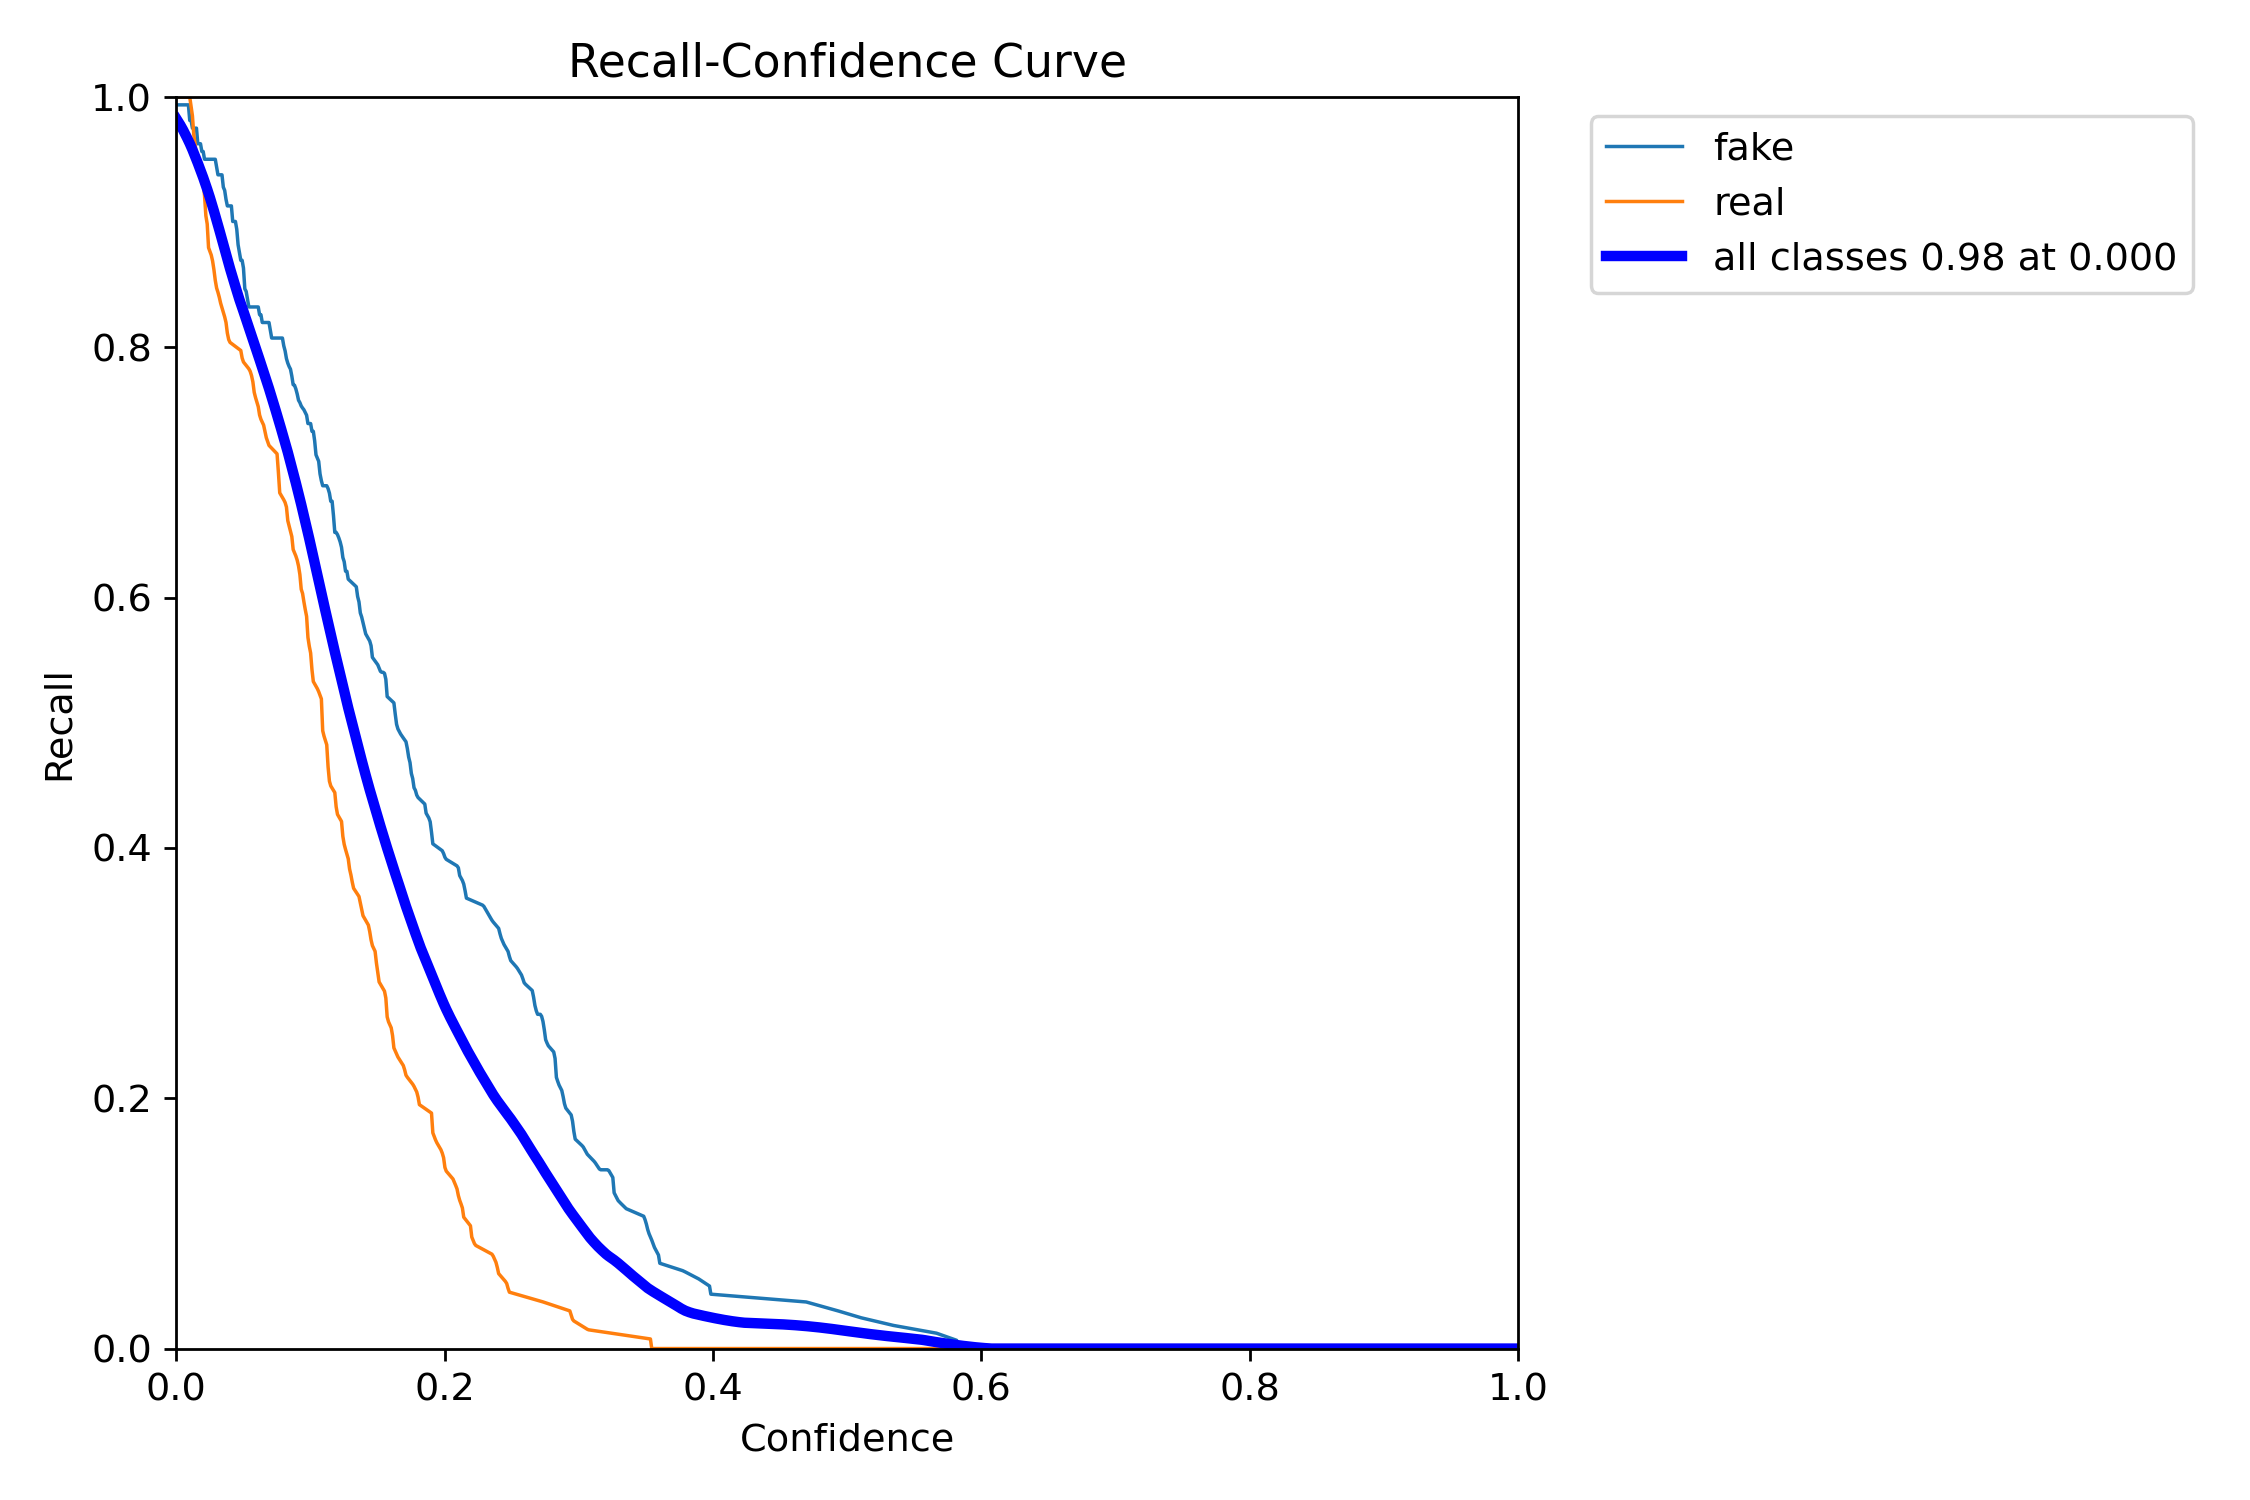 Recall-Confidence Curve
1.0
0.8
0.6
0.4
0.2
0.0
Recall
0.0 0.2 0.4 0.6 0.8 1.0
Confidence
fake
real
all classes 0.98 at 0.000